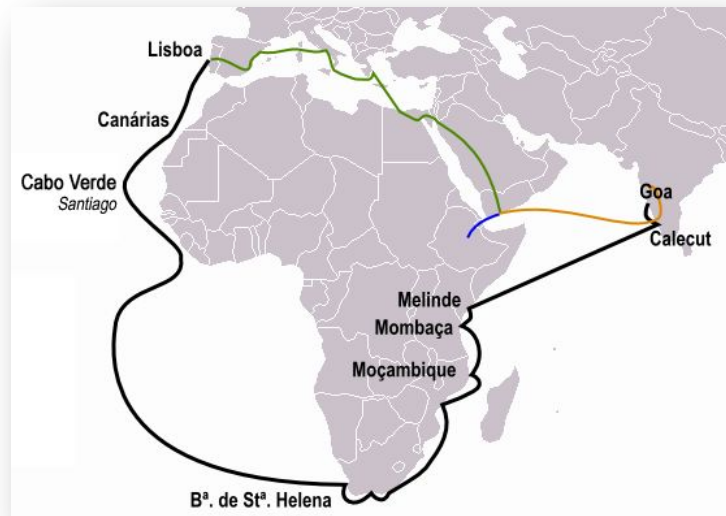 Lisboa
Canárias
Cabo Verde
Santiago
Goa
Calecut
Melinde
Mombaça
Moçambique
Bª. de Stª. Helena